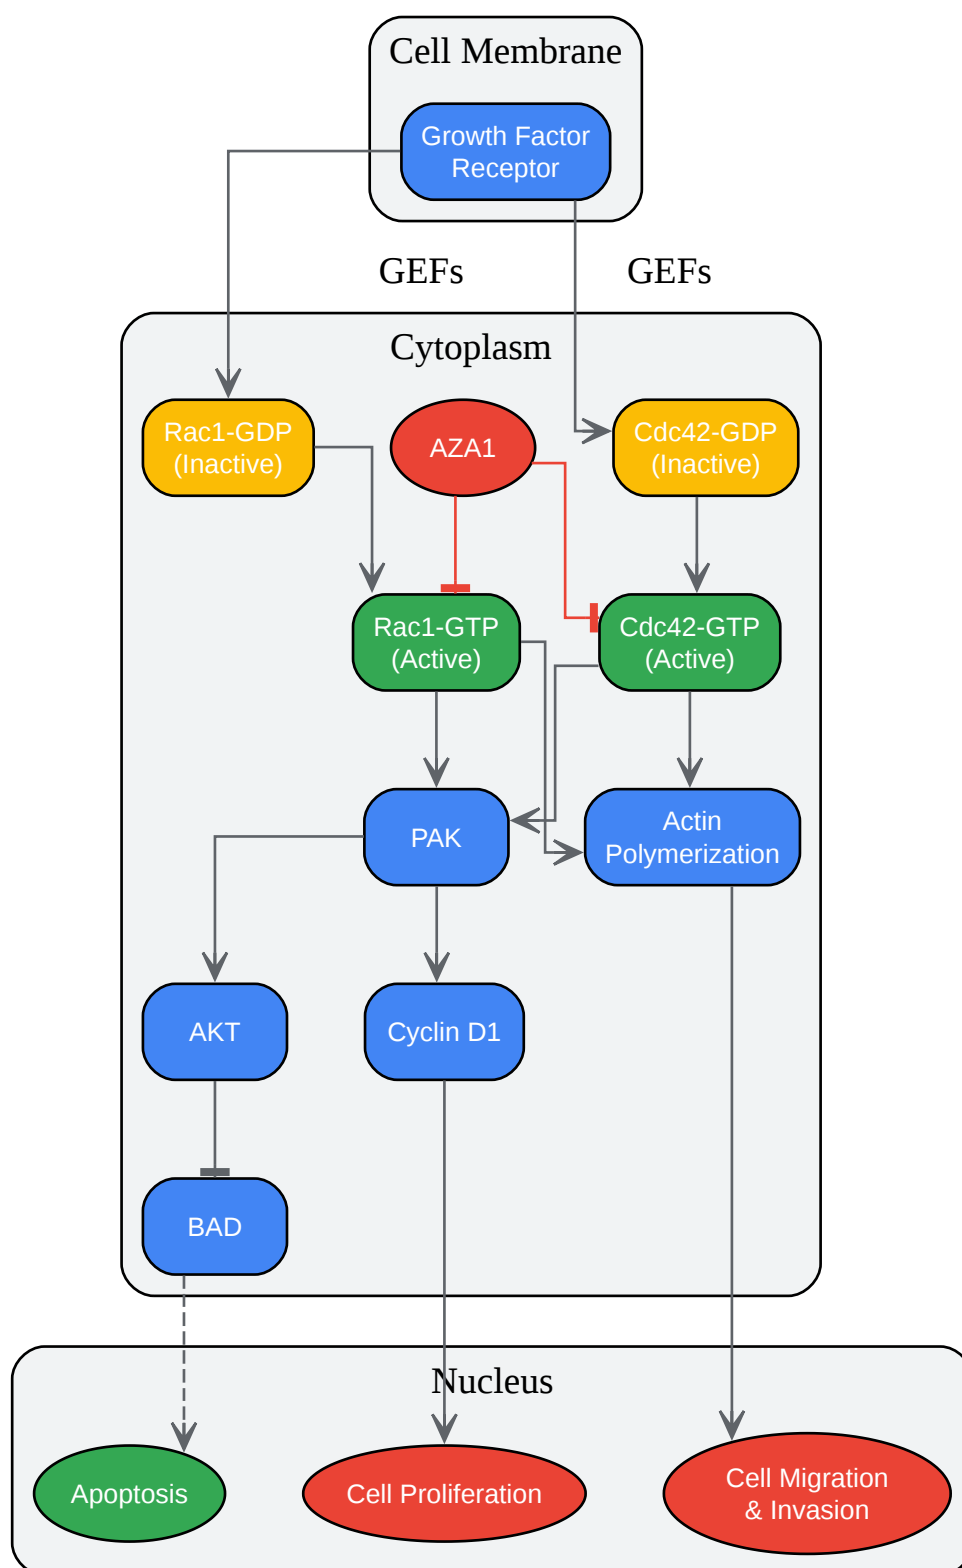 Cell Membrane
Growth Factor
Receptor
GEFs
GEFs
Cytoplasm
Rac1-GDP
(Inactive)
AZA1
Cdc42-GDP
(Inactive)
Rac1-GTP
(Active)
Cdc42-GTP
(Active)
PAK
Actin
Polymerization
AKT
Cyclin D1
BAD
Nucleus
Apoptosis
Cell Proliferation
Cell Migration
& Invasion